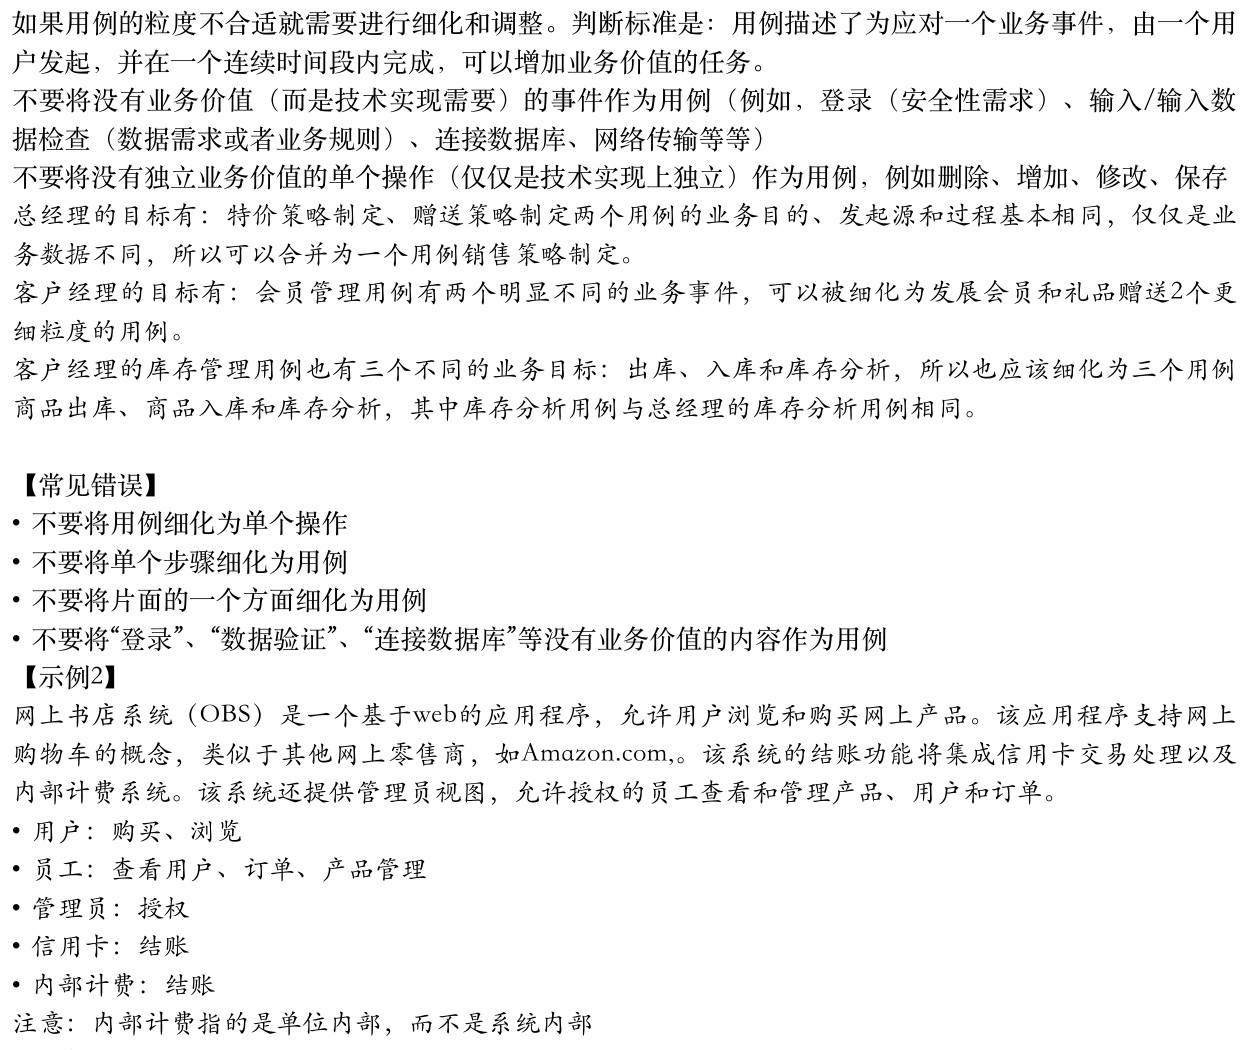 如果用例的粒度不合适就需要进行细化和调整。判断标准是：用例描述了为应对一个业务事件，由一个用
户发起，并在一个连续时间段内完成，可以增加业务价值的任务。
不要将没有业务价值（而是技术实现需要）的事件作为用例（例如，登录（安全性需求）、输入/输入数
据检查（数据需求或者业务规则）、连接数据库、网络传输等等）
不要将没有独立业务价值的单个操作（仅仅是技术实现上独立）作为用例，例如删除、增加、修改、保存
总经理的目标有：特价策略制定、赠送策略制定两个用例的业务目的、发起源和过程基本相同，仅仅是业
务数据不同，所以可以合并为一个用例销售策略制定。
客户经理的目标有：会员管理用例有两个明显不同的业务事件，可以被细化为发展会员和礼品赠送2个更
细粒度的用例。
客户经理的库存管理用例也有三个不同的业务目标：出库、入库和库存分析，所以也应该细化为三个用例
商品出库、商品入库和库存分析，其中库存分析用例与总经理的库存分析用例相同。
【常见错误】
• 不要将用例细化为单个操作
• 不要将单个步骤细化为用例
• 不要将片面的一个方面细化为用例
• 不要将“登录”、“数据验证”、“连接数据库”等没有业务价值的内容作为用例
【示例2】
网上书店系统（OBS）是一个基于web的应用程序，允许用户浏览和购买网上产品。该应用程序支持网上
购物车的概念，类似于其他网上零售商，如Amazon.com,。该系统的结账功能将集成信用卡交易处理以及
内部计费系统。该系统还提供管理员视图，允许授权的员工查看和管理产品、用户和订单。
• 用户：购买、浏览
• 员工：查看用户、订单、产品管理
• 管理员：授权
• 信用卡：结账
• 内部计费：结账
注意：内部计费指的是单位内部，而不是系统内部